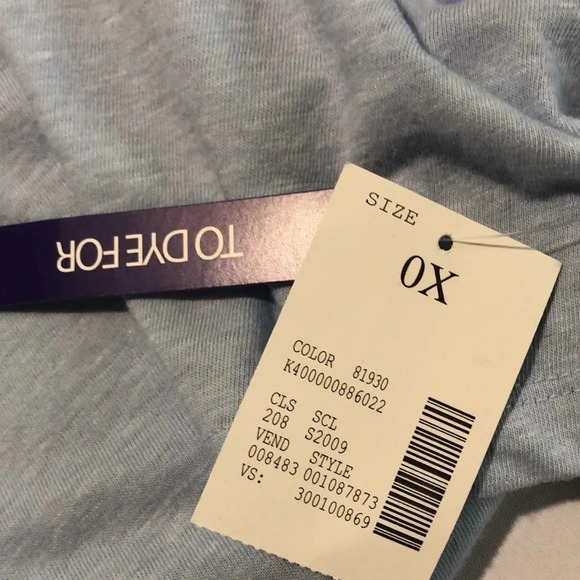 TO DYE FOR
SIZE
0X
COLOR 81930
K400000886022
CLS SCL
208 S2009
VEND STYLE
008483 001087873
VS:
300100869